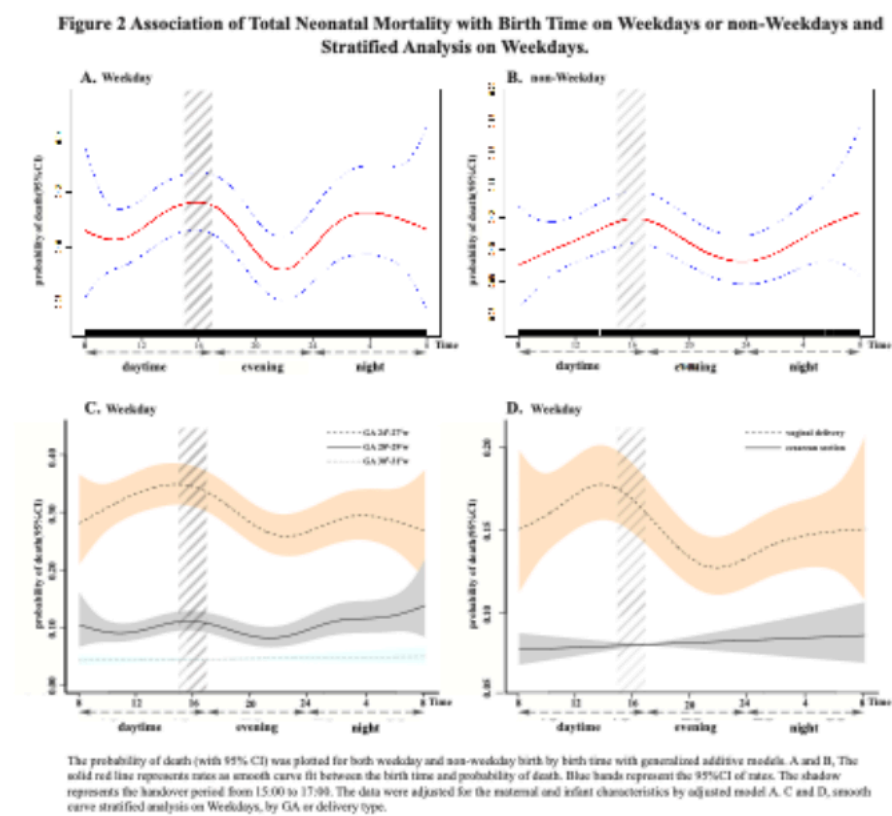 Figure 2 Association of Total Neonatal Mortality with Birth Time on Weekdays or non-Weekdays and
Stratified Analysis on Weekdays.
A. Weekday
probability of death(95%CI)
8 12 16 20 24 4 8 Time
daytime evening night
B. non-Weekday
probability of death(95%CI)
8 12 16 20 24 4 8 Time
daytime evening night
C. Weekday
probability of death(95%CI)
0.40
0.30
0.20
0.10
0.00
8 12 16 20 24 4 8 Time
daytime evening night
D. Weekday
vaginal delivery
cesarean section
probability of death(95%CI)
0.20
0.15
0.10
0.05
8 12 16 20 24 4 8 Time
daytime evening night
The probability of death (with 95% CI) was plotted for both weekday and non-weekday birth by birth time with generalized additive models. A and B, The
solid red line represents rates as smooth curve fit between the birth time and probability of death. Blue bands represent the 95%CI of rates. The shadow
represents the handover period from 15:00 to 17:00. The data were adjusted for the maternal and infant characteristics by adjusted model A. C and D, smooth
curve stratified analysis on Weekdays, by GA or delivery type.